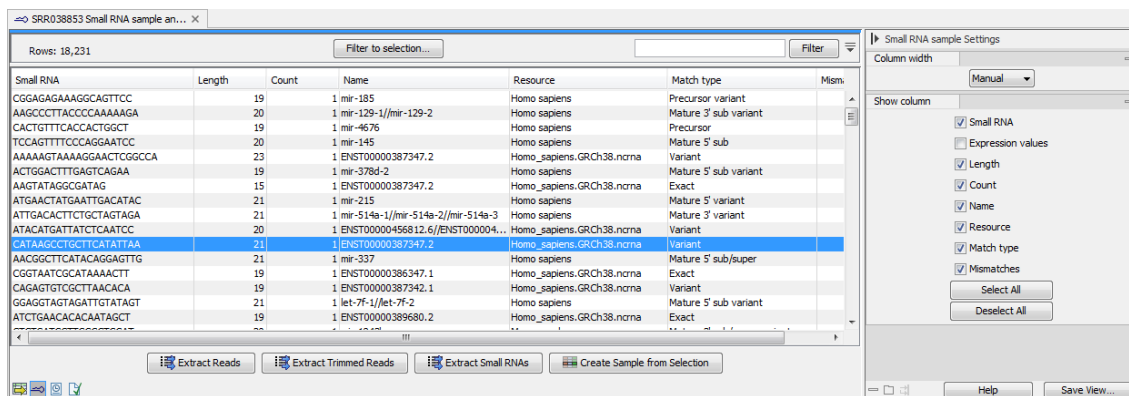 SRR038853 Small RNA sample an...
Rows: 18,231 Filter to selection... Filter
Small RNA Length Count Name Resource Match type Mism
CGGAGAGAAAGGCAGTTCC 19 1 mir-185 Homo sapiens Precursor variant
AAGCCCTTACCCCAAAAAGA 20 1 mir-129-1//mir-129-2 Homo sapiens Mature 3' sub variant
CACTGTTTCACCACTGGCT 19 1 mir-4676 Homo sapiens Precursor
TCCAGTTTTCCCAGGAATCC 20 1 mir-145 Homo sapiens Mature 5' sub
AAAAAGTAAAAGGAACTCGGCCA 23 1 ENST00000387347.2 Homo_sapiens.GRCh38.ncrna Variant
ACTGGACTTTGAGTCAGAA 19 1 mir-378d-2 Homo sapiens Mature 5' sub variant
AAGTATAGGCGATAG 15 1 ENST00000387347.2 Homo_sapiens.GRCh38.ncrna Exact
ATGAACTATGAATTGACATAC 21 1 mir-215 Homo sapiens Mature 5' variant
ATTGACACTTCTGCTAGTAGA 21 1 mir-514a-1//mir-514a-2//mir-514a-3 Homo sapiens Mature 3' variant
ATACATGATTATCTCAATCC 20 1 ENST00000456812.6//ENST000004... Homo_sapiens.GRCh38.ncrna Variant
CATAAGCCTGCTTCATATTAA 21 1 ENST00000387347.2 Homo_sapiens.GRCh38.ncrna Variant
AACGGCTTCATACAGGAGTTG 21 1 mir-337 Homo sapiens Mature 5' sub/super
CGGTAATCGCATAAAACTT 19 1 ENST00000386347.1 Homo_sapiens.GRCh38.ncrna Exact
CAGAGTGTCGCTTAACACA 19 1 ENST00000387342.1 Homo_sapiens.GRCh38.ncrna Variant
GGAGGTAGTAGATTGTATAGT 21 1 let-7f-1//let-7f-2 Homo sapiens Mature 5' sub variant
ATCTGAACACACAATAGCT 19 1 ENST00000389680.2 Homo_sapiens.GRCh38.ncrna Exact
Extract Reads Extract Trimmed Reads Extract Small RNAs Create Sample from Selection
Small RNA sample Settings
Column width
Manual
Show column
Small RNA
Expression values
Length
Count
Name
Resource
Match type
Mismatches
Select All
Deselect All
Help Save View...